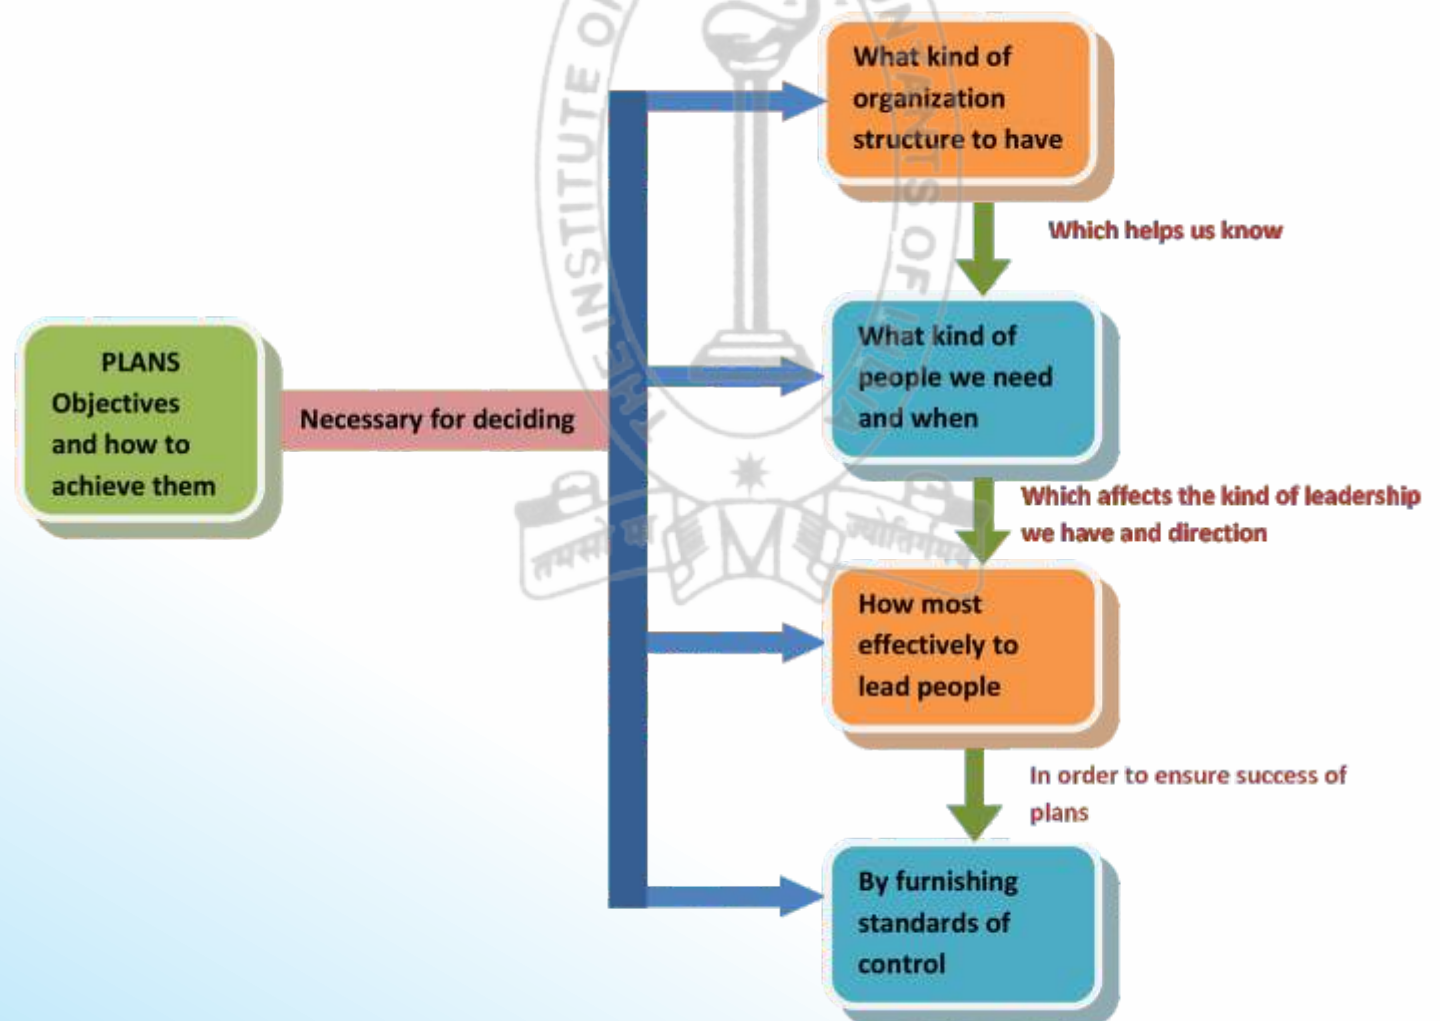 What kind of
organization
structure to have
Which helps us know
What kind of
people we need
and when
PLANS
Objectives
and how to
achieve them
Necessary for deciding
Which affects the kind of leadership
we have and direction
How most
effectively to
lead people
In order to ensure success of
plans
By furnishing
standards of
control
THE INSTITUTE OF